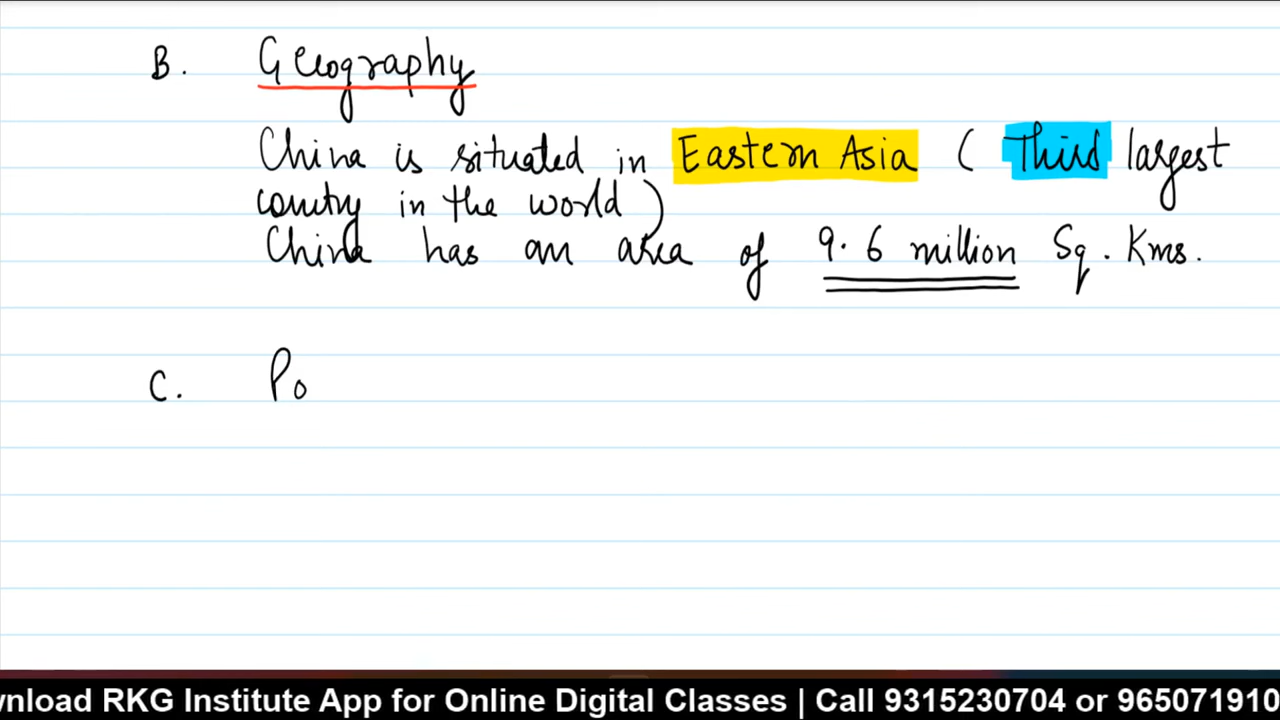 B. Geography
China is situated in Eastern Asia ( Third largest
country in the world )
China has an area of 9.6 million Sq. Kms.
C. Po
wnload RKG Institute App for Online Digital Classes | Call 9315230704 or 965071910